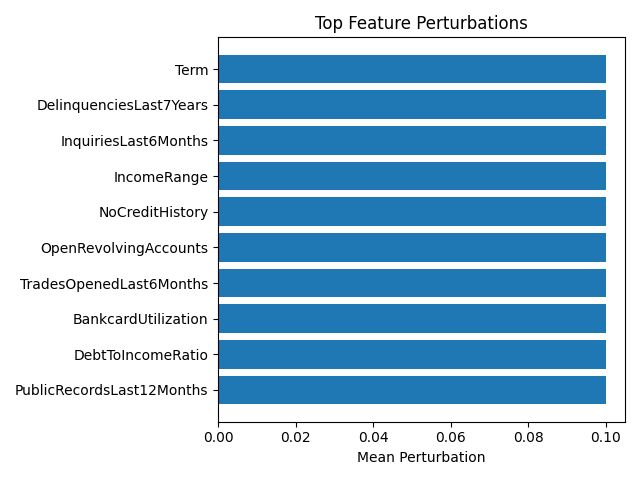 Top Feature Perturbations
Term
DelinquenciesLast7Years
InquiriesLast6Months
IncomeRange
NoCreditHistory
OpenRevolvingAccounts
TradesOpenedLast6Months
BankcardUtilization
DebtToIncomeRatio
PublicRecordsLast12Months
0.00 0.02 0.04 0.06 0.08 0.10
Mean Perturbation